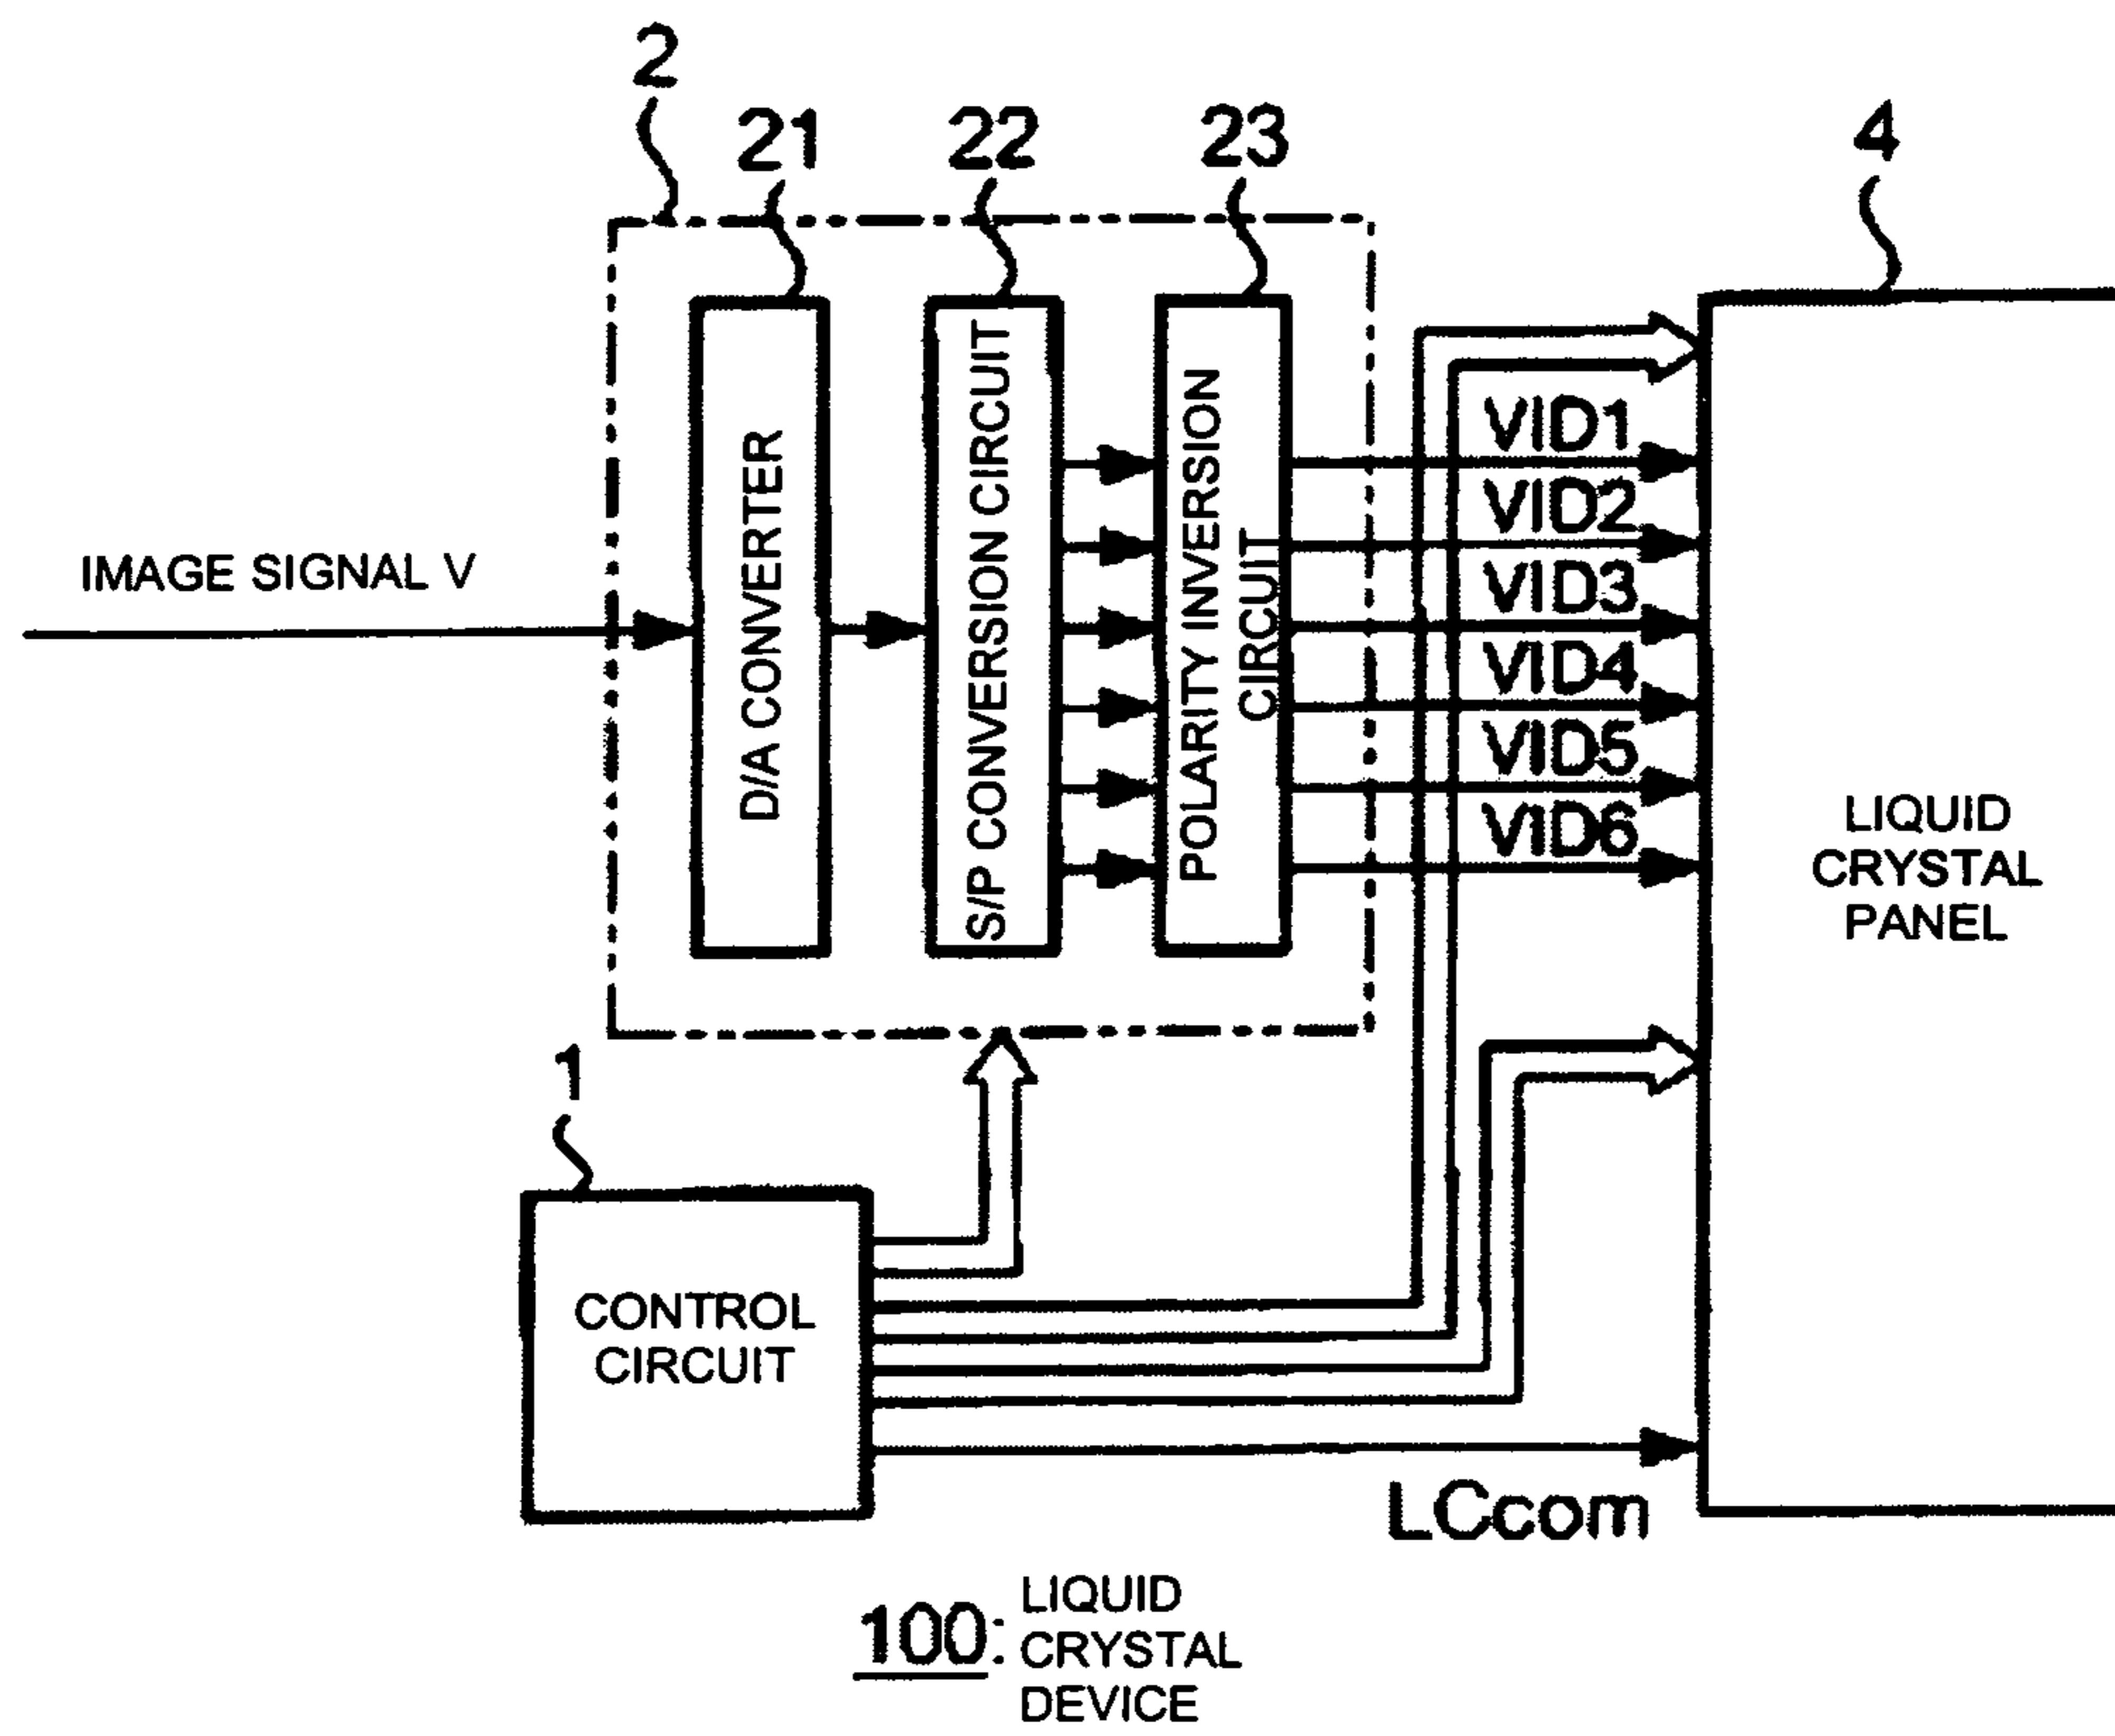 2
21
22
23
4
IMAGE SIGNAL V
D/A CONVERTER
S/P CONVERSION CIRCUIT
POLARITY INVERSION
CIRCUIT
VID1
VID2
VID3
VID4
VID5
VID6
LIQUID
CRYSTAL
PANEL
1
CONTROL
CIRCUIT
LCcom
100: LIQUID
CRYSTAL
DEVICE